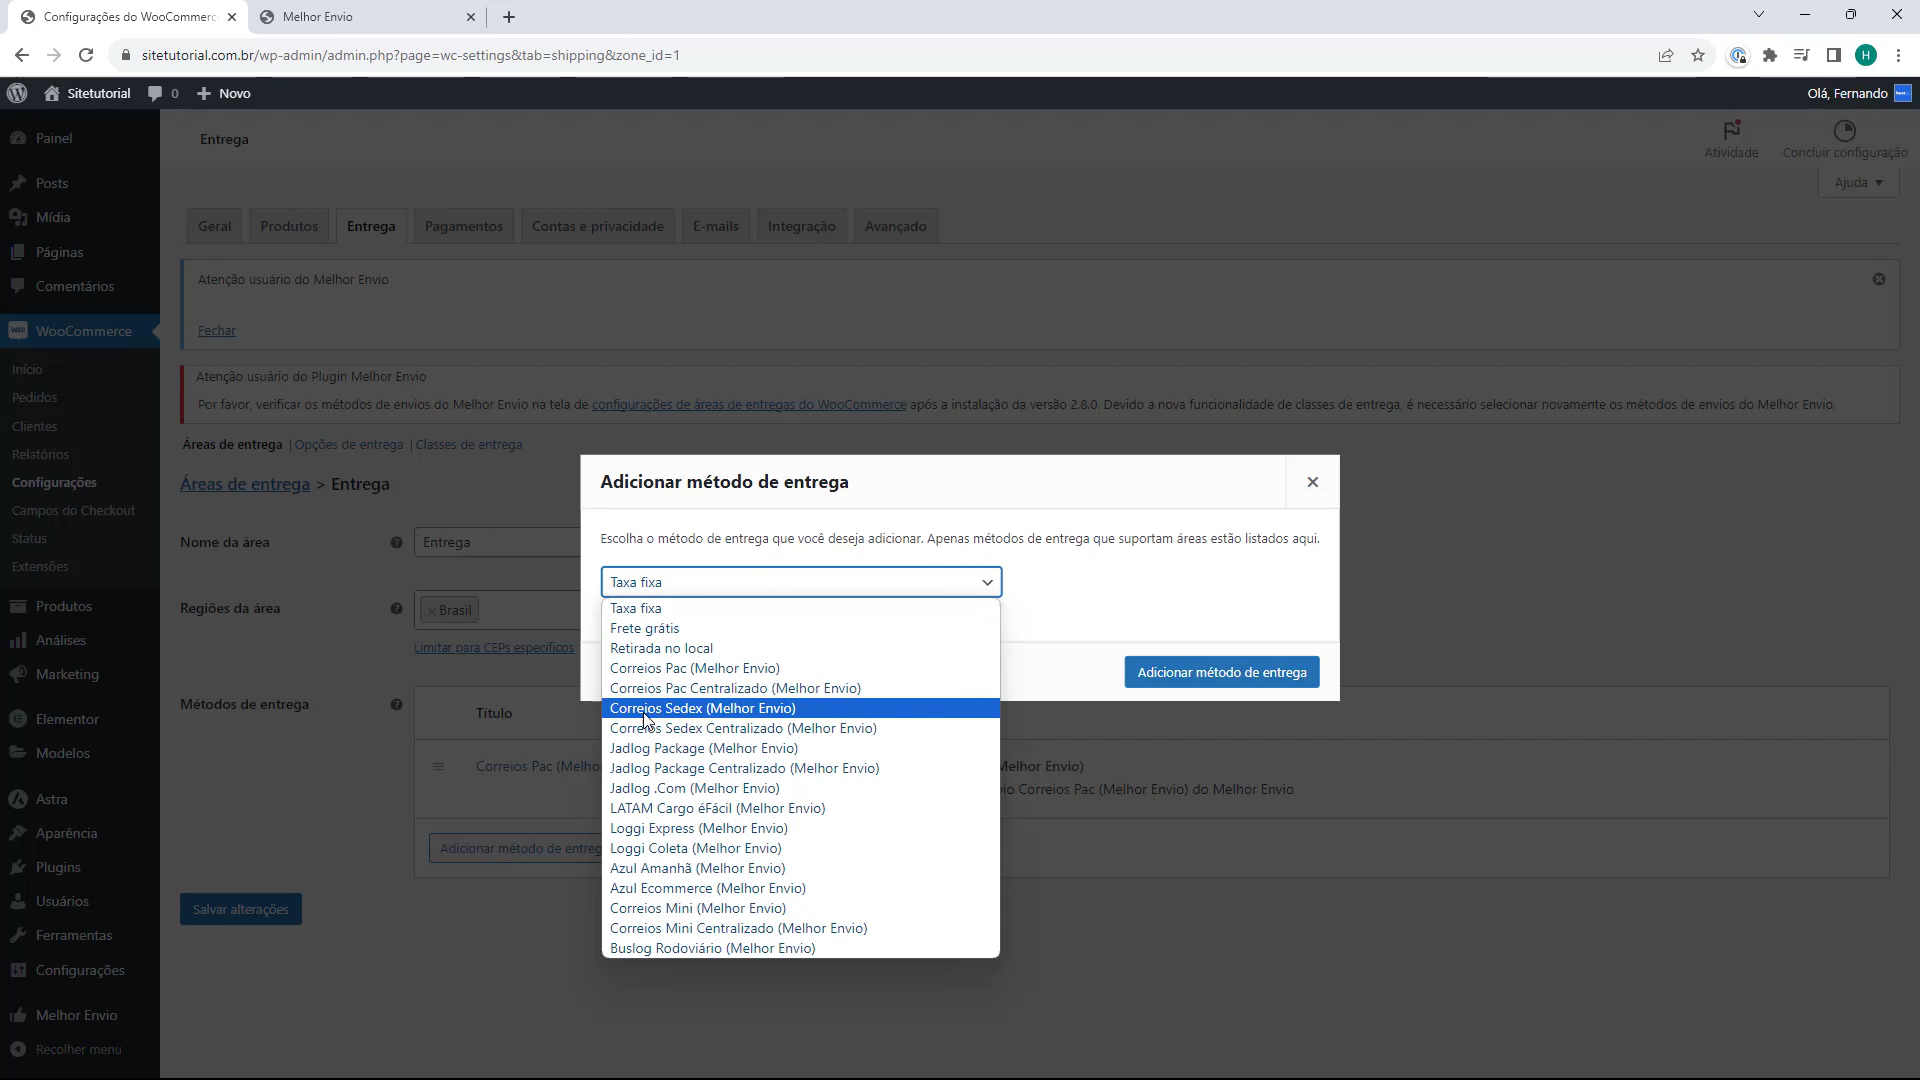 Configurações do WooCommerc
Melhor Envio
sitetutorial.com.br/wp-admin/admin.php?page=wc-settings&tab=shipping&zone_id=1
H
Sitetutorial
0
Novo
Olá, Fernando
Painel
Posts
Mídia
Páginas
Comentários
WooCommerce
Início
Pedidos
Clientes
Relatórios
Configurações
Campos do Checkout
Status
Extensões
Produtos
Análises
Marketing
Elementor
Modelos
Astra
Aparência
Plugins
Usuários
Ferramentas
Configurações
Melhor Envio
Recolher menu
Entrega
Atividade
Concluir configuração
Ajuda
Geral
Produtos
Entrega
Pagamentos
Contas e privacidade
E-mails
Integração
Avançado
Atenção usuário do Melhor Envio
Fechar
Atenção usuário do Plugin Melhor Envio
Por favor, verificar os métodos de envios do Melhor Envio na tela de configurações de áreas de entregas do WooCommerce após a instalação da versão 2.8.0. Devido a nova funcionalidade de classes de entrega, é necessário selecionar novamente os métodos de envios do Melhor Envio.
Áreas de entrega | Opções de entrega | Classes de entrega
Áreas de entrega > Entrega
Nome da área
Entrega
Regiões da área
× Brasil
Limitar para CEPs específicos
Métodos de entrega
Título
Correios Pac (Melho
Melhor Envio)
io Correios Pac (Melhor Envio) do Melhor Envio
Adicionar método de entreg
Salvar alterações
Adicionar método de entrega
Escolha o método de entrega que você deseja adicionar. Apenas métodos de entrega que suportam áreas estão listados aqui.
Taxa fixa
Taxa fixa
Frete grátis
Retirada no local
Correios Pac (Melhor Envio)
Correios Pac Centralizado (Melhor Envio)
Correios Sedex (Melhor Envio)
Correios Sedex Centralizado (Melhor Envio)
Jadlog Package (Melhor Envio)
Jadlog Package Centralizado (Melhor Envio)
Jadlog .Com (Melhor Envio)
LATAM Cargo éFácil (Melhor Envio)
Loggi Express (Melhor Envio)
Loggi Coleta (Melhor Envio)
Azul Amanhã (Melhor Envio)
Azul Ecommerce (Melhor Envio)
Correios Mini (Melhor Envio)
Correios Mini Centralizado (Melhor Envio)
Buslog Rodoviário (Melhor Envio)
Adicionar método de entrega